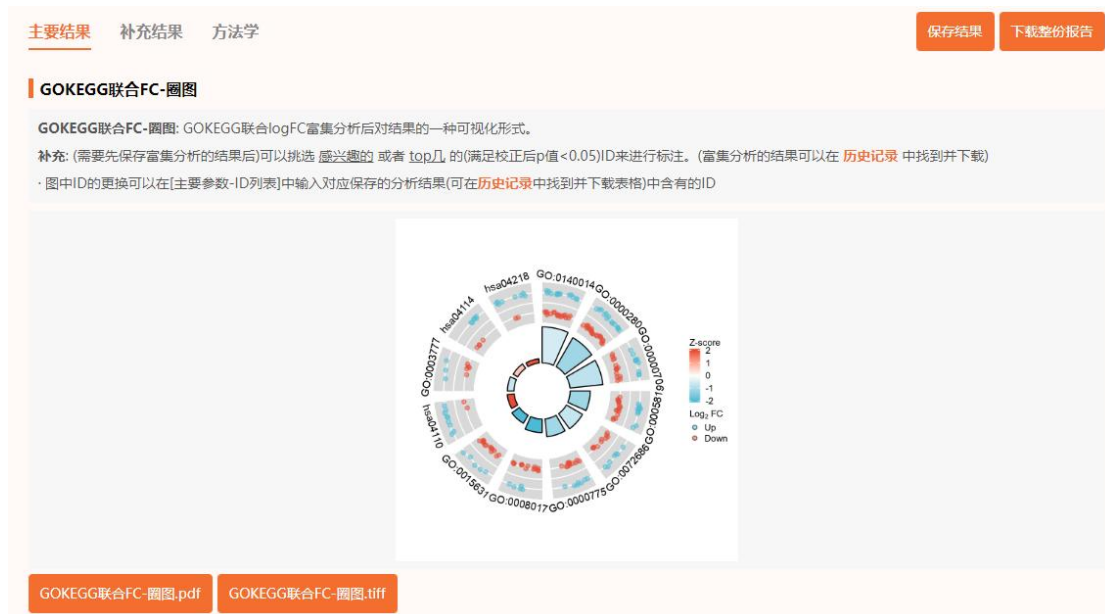 主要结果 补充结果 方法学 保存结果 下载整份报告
GOKEGG联合FC-圈图
GOKEGG联合FC-圈图: GOKEGG联合logFC富集分析后对结果的一种可视化形式。
补充: (需要先保存富集分析的结果后)可以挑选 感兴趣的 或者 top几 的(满足校正后p值<0.05)ID来进行标注。(富集分析的结果可以在 历史记录 中找到并下载)
· 图中ID的更换可以在[主要参数-ID列表]中输入对应保存的分析结果(可在历史记录中找到并下载表格)中含有的ID
GO:0140014
GO:0000280
GO:0000070
GO:0005819
GO:0072686
GO:0000775
GO:0008017
GO:0015631
hsa04110
GO:0003777
hsa04114
hsa04218
Z-score
2
1
0
-1
-2
Log₂ FC
Up
Down
GOKEGG联合FC-圈图.pdf GOKEGG联合FC-圈图.tiff